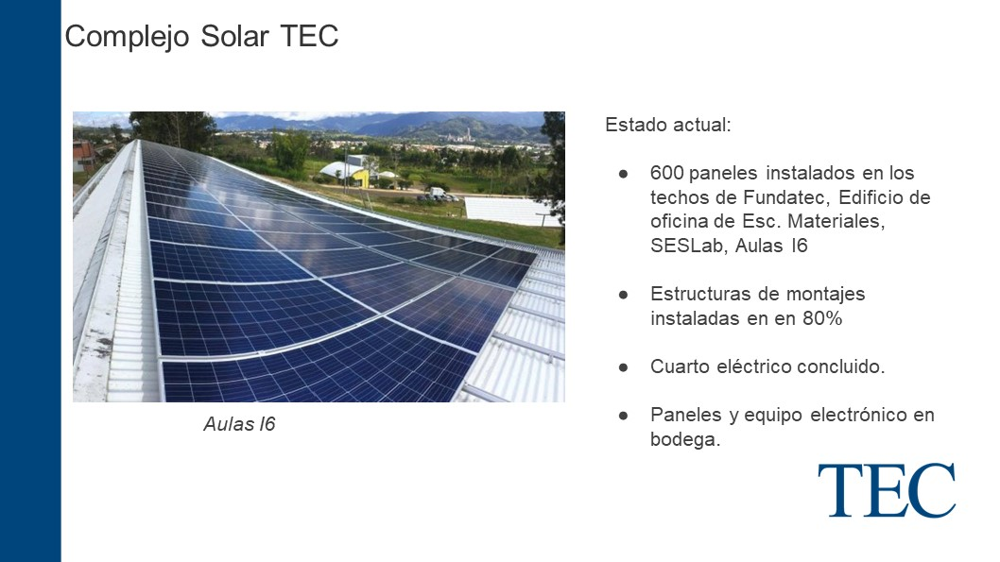 Complejo Solar TEC
Estado actual:
● 600 paneles instalados en los
techos de Fundatec, Edificio de
oficina de Esc. Materiales,
SESLab, Aulas I6
● Estructuras de montajes
instaladas en en 80%
● Cuarto eléctrico concluido.
● Paneles y equipo electrónico en
bodega.
Aulas I6
TEC